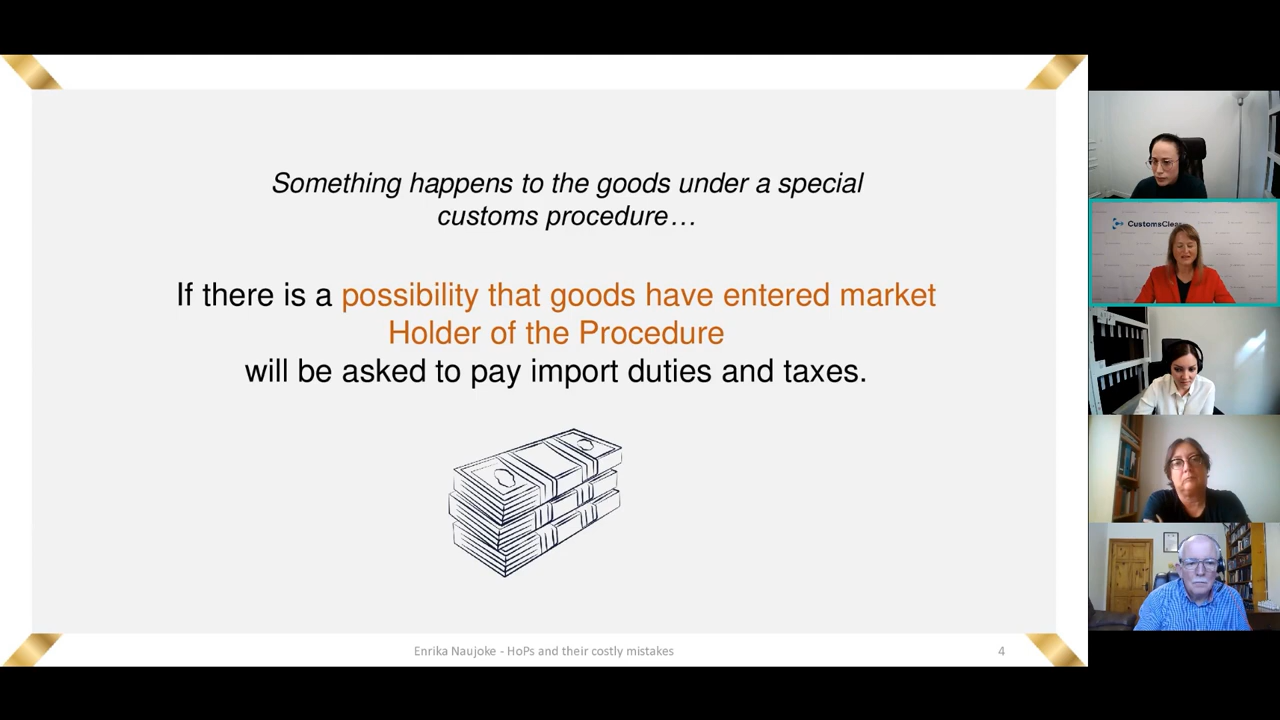 Something happens to the goods under a special
customs procedure…
If there is a possibility that goods have entered market
Holder of the Procedure
will be asked to pay import duties and taxes.
Enrika Naujoke - HoPs and their costly mistakes
4